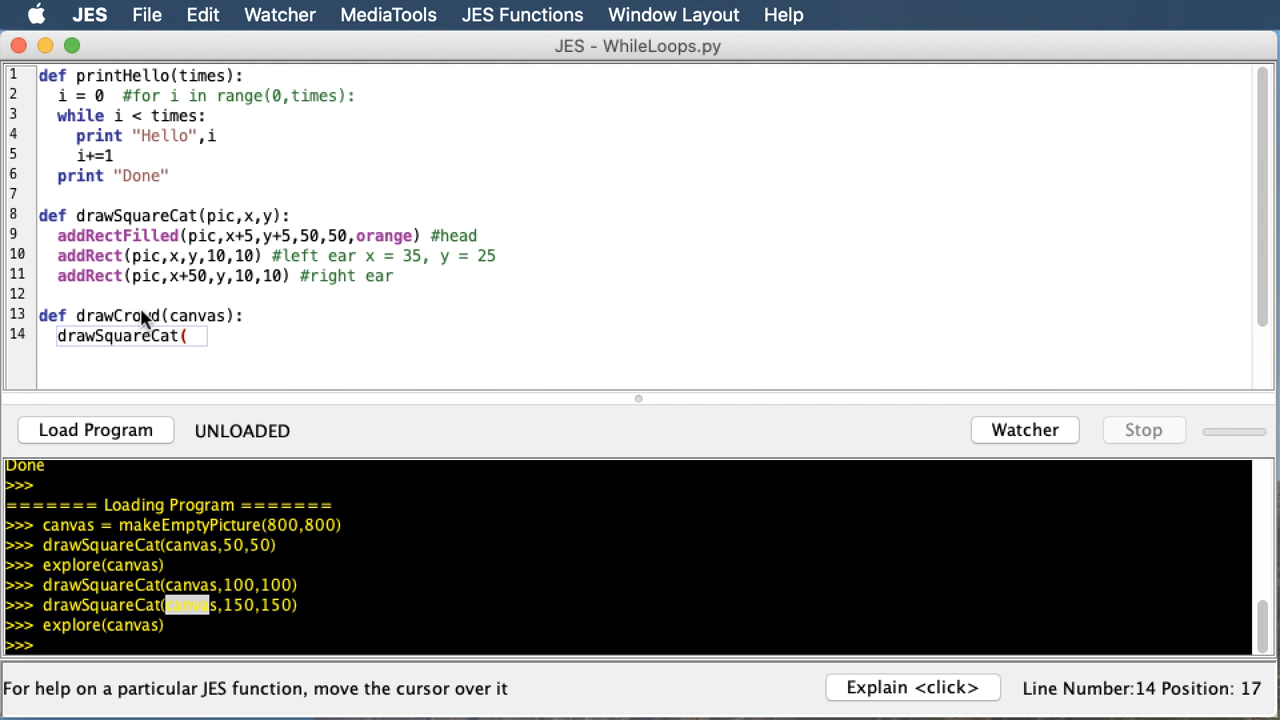 JES File Edit Watcher MediaTools JES Functions Window Layout Help
JES - WhileLoops.py
1 def printHello(times):
2 i = 0 #for i in range(0,times):
3 while i < times:
4 print "Hello",i
5 i+=1
6 print "Done"
7
8 def drawSquareCat(pic,x,y):
9 addRectFilled(pic,x+5,y+5,50,50,orange) #head
10 addRect(pic,x,y,10,10) #left ear x = 35, y = 25
11 addRect(pic,x+50,y,10,10) #right ear
12
13 def drawCrowd(canvas):
14 drawSquareCat(
Load Program UNLOADED Watcher Stop
Done
>>>
======= Loading Program =======
>>> canvas = makeEmptyPicture(800,800)
>>> drawSquareCat(canvas,50,50)
>>> explore(canvas)
>>> drawSquareCat(canvas,100,100)
>>> drawSquareCat(canvas,150,150)
>>> explore(canvas)
>>>
For help on a particular JES function, move the cursor over it Explain <click> Line Number:14 Position: 17